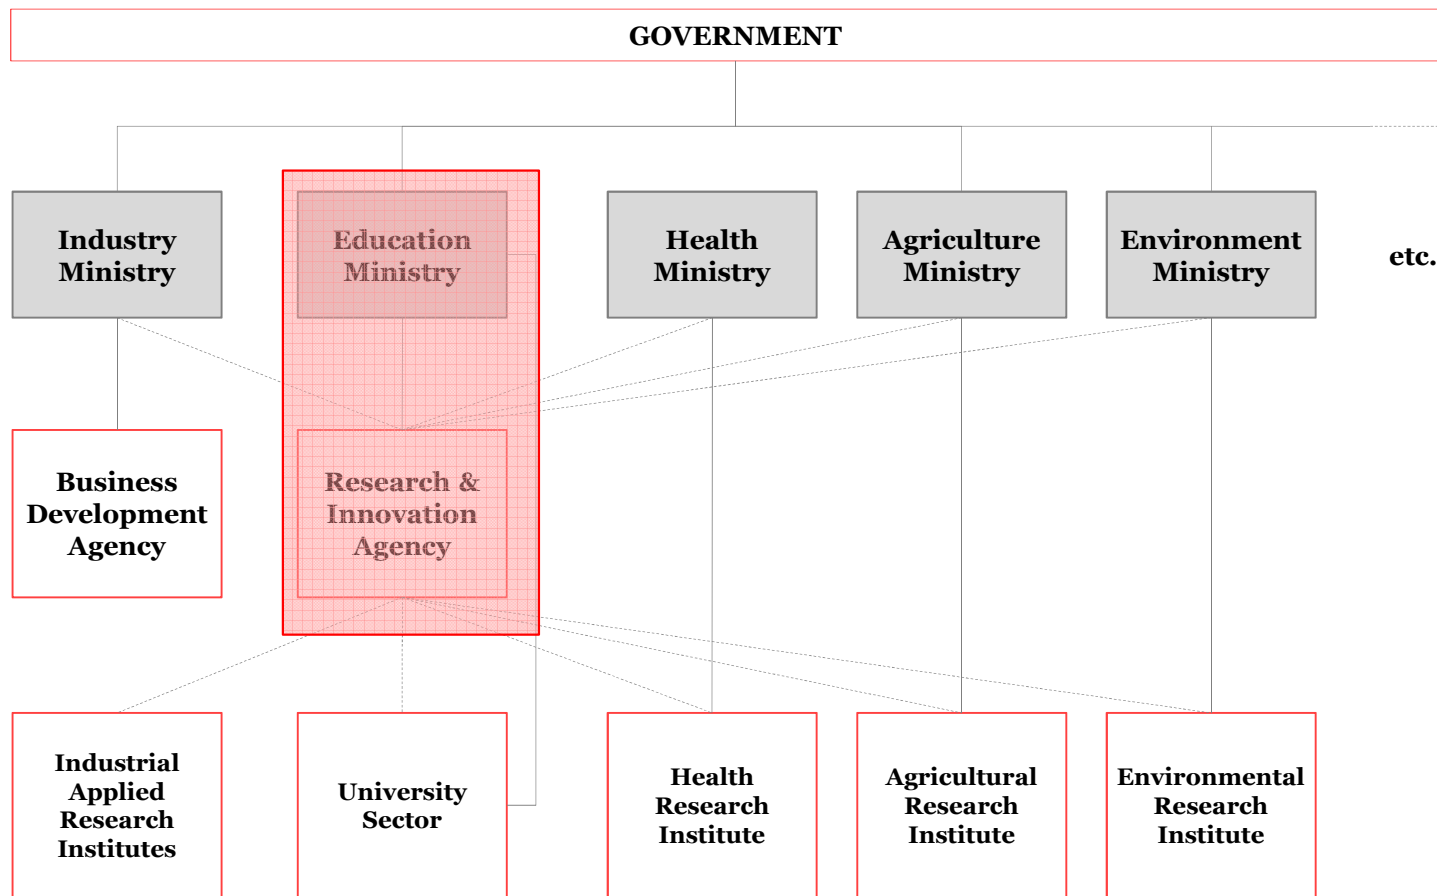 GOVERNMENT
Industry
Ministry
Education
Ministry
Health
Ministry
Agriculture
Ministry
Environment
Ministry
etc.
Business
Development
Agency
Research &
Innovation
Agency
Industrial
Applied
Research
Institutes
University
Sector
Health
Research
Institute
Agricultural
Research
Institute
Environmental
Research
Institute